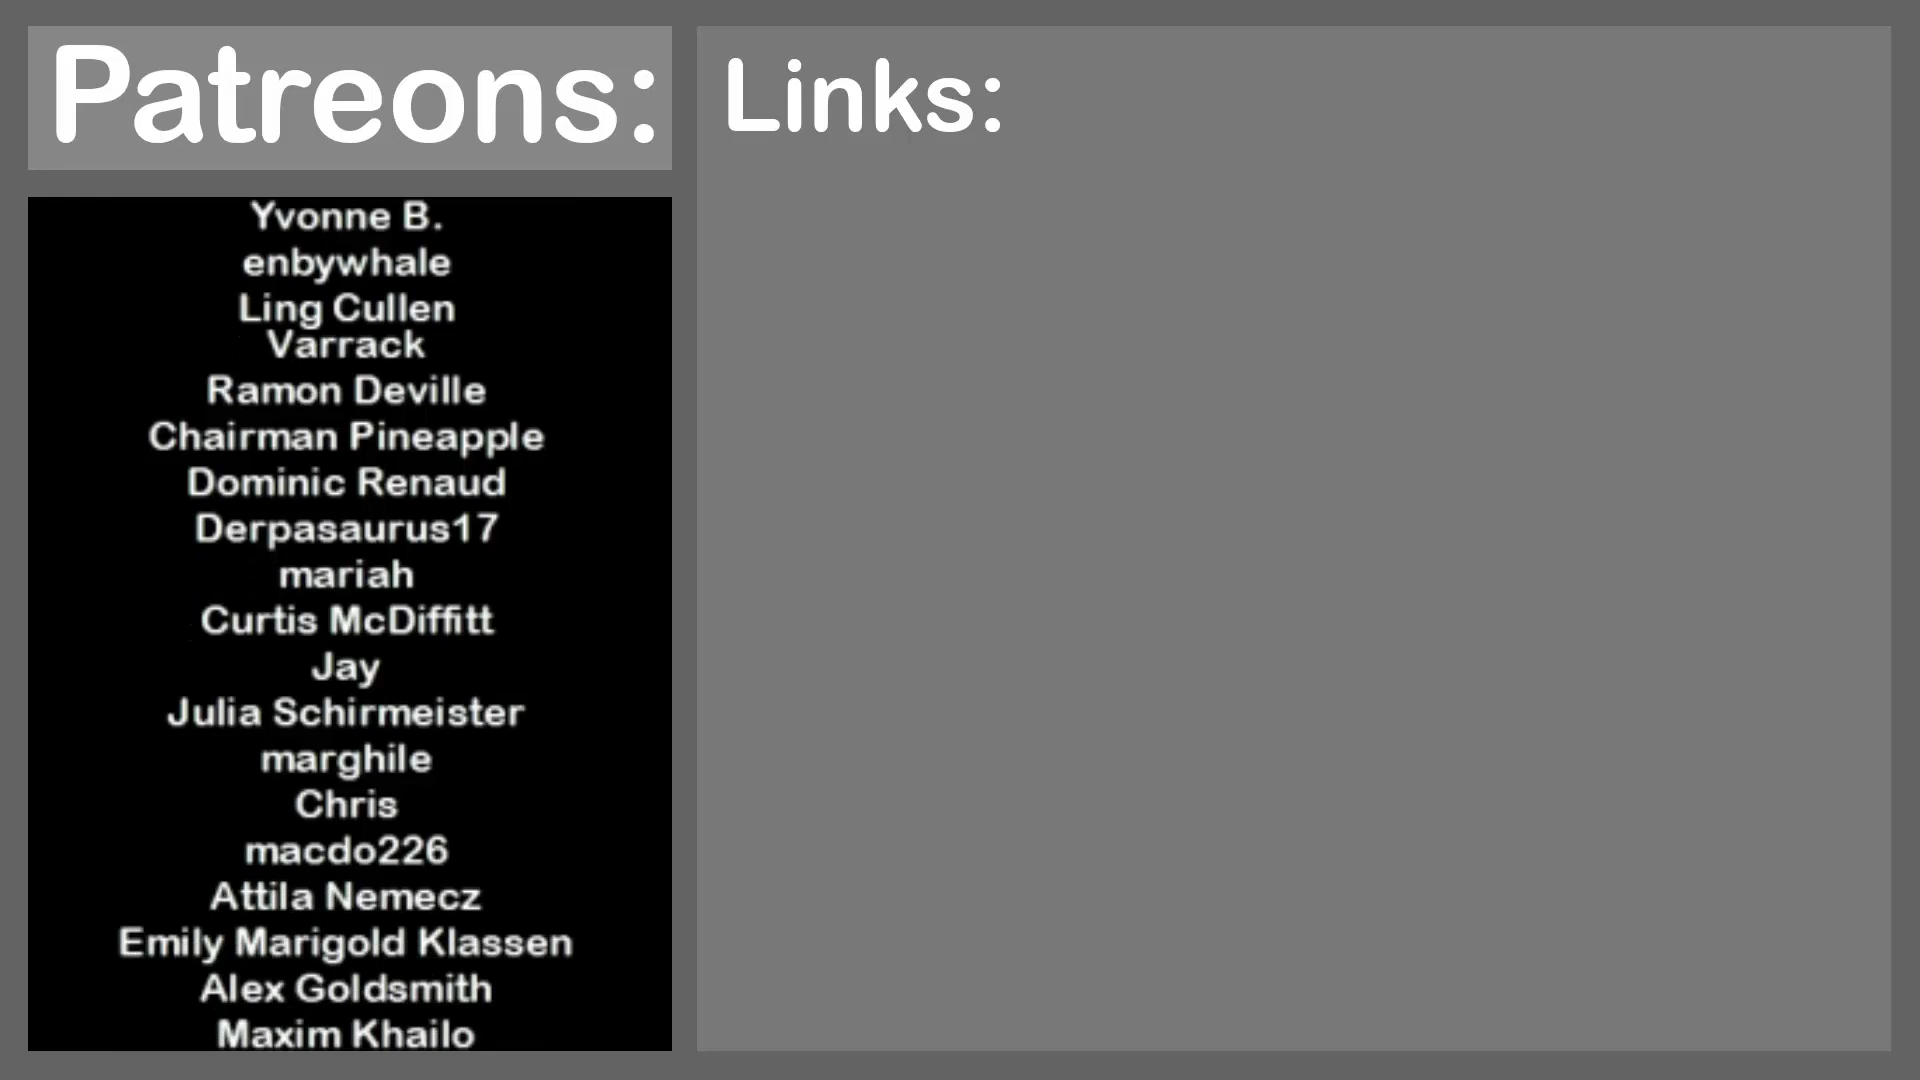 Patreons:
Links:
Yvonne B.
enbywhale
Ling Cullen
Varrack
Ramon Deville
Chairman Pineapple
Dominic Renaud
Derpasaurus17
mariah
Curtis McDiffitt
Jay
Julia Schirmeister
marghile
Chris
macdo226
Attila Nemecz
Emily Marigold Klassen
Alex Goldsmith
Maxim Khailo